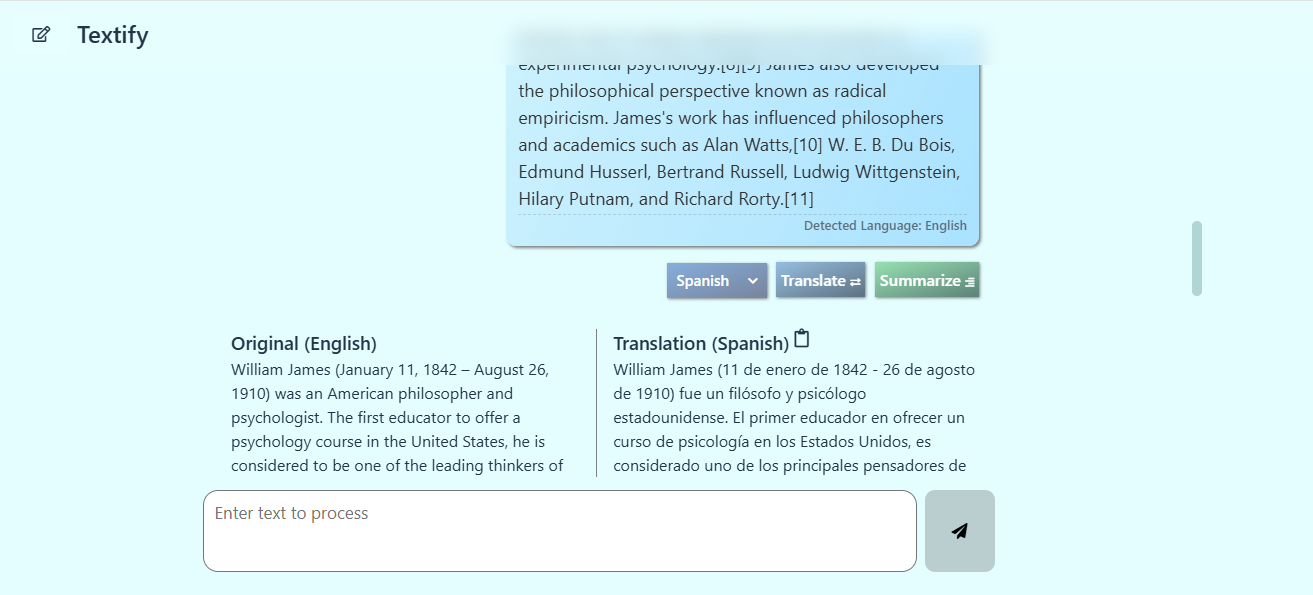 Textify
experimental psychology.[8][9] James also developed
the philosophical perspective known as radical
empiricism. James's work has influenced philosophers
and academics such as Alan Watts,[10] W. E. B. Du Bois,
Edmund Husserl, Bertrand Russell, Ludwig Wittgenstein,
Hilary Putnam, and Richard Rorty.[11]
Detected Language: English
Spanish
Translate
Summarize
Original (English)
William James (January 11, 1842 – August 26,
1910) was an American philosopher and
psychologist. The first educator to offer a
psychology course in the United States, he is
considered to be one of the leading thinkers of
Translation (Spanish)
William James (11 de enero de 1842 - 26 de agosto
de 1910) fue un filósofo y psicólogo
estadounidense. El primer educador en ofrecer un
curso de psicología en los Estados Unidos, es
considerado uno de los principales pensadores de
Enter text to process